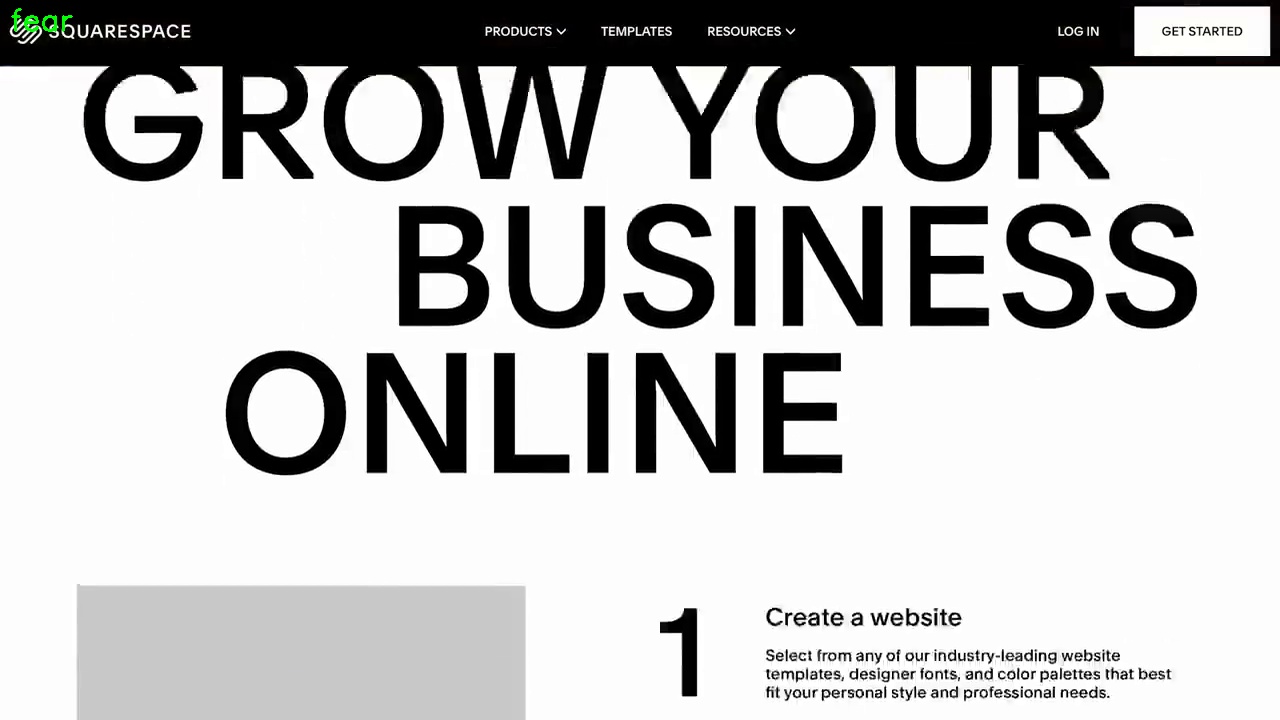 fear
SQUARESPACE
PRODUCTS
TEMPLATES
RESOURCES
LOG IN
GET STARTED
GROW YOUR
BUSINESS
ONLINE
1
Create a website
Select from any of our industry-leading website
templates, designer fonts, and color palettes that best
fit your personal style and professional needs.